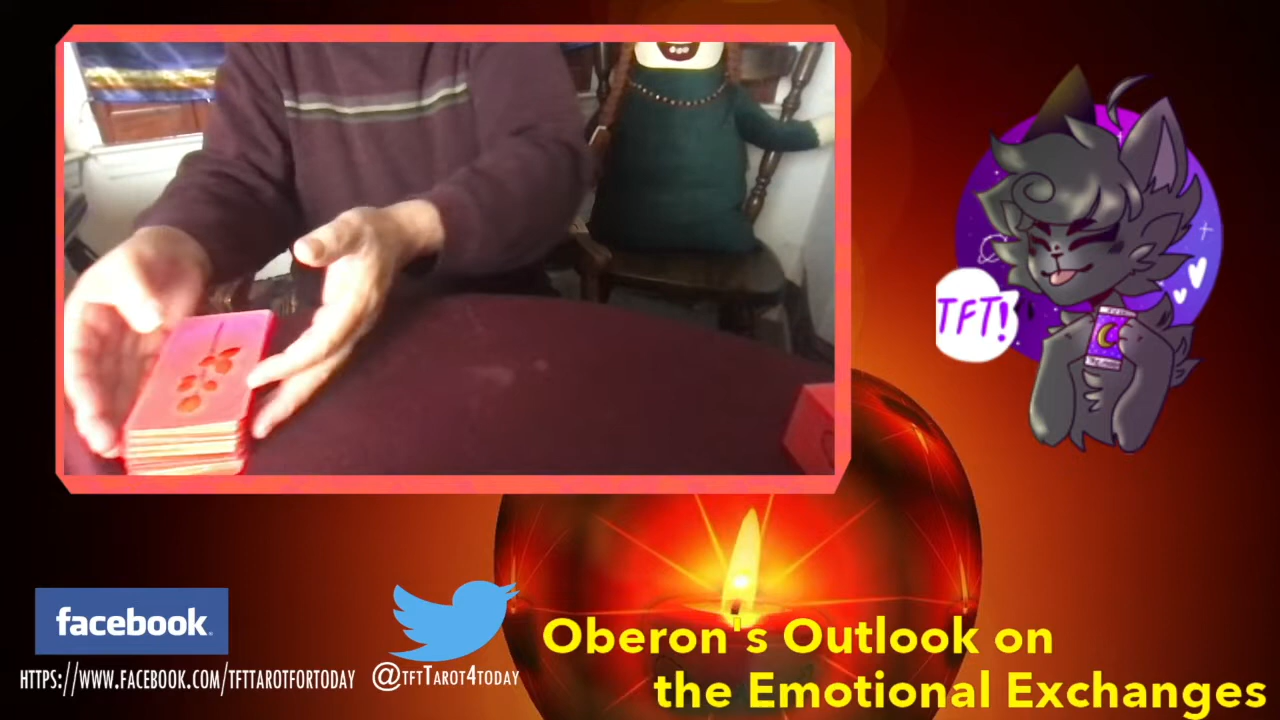 TFT!
facebook.
HTTPS://WWW.FACEBOOK.COM/TFTTAROTFORTODAY
@TFTTAROT4TODAY
Oberon's Outlook on
the Emotional Exchanges